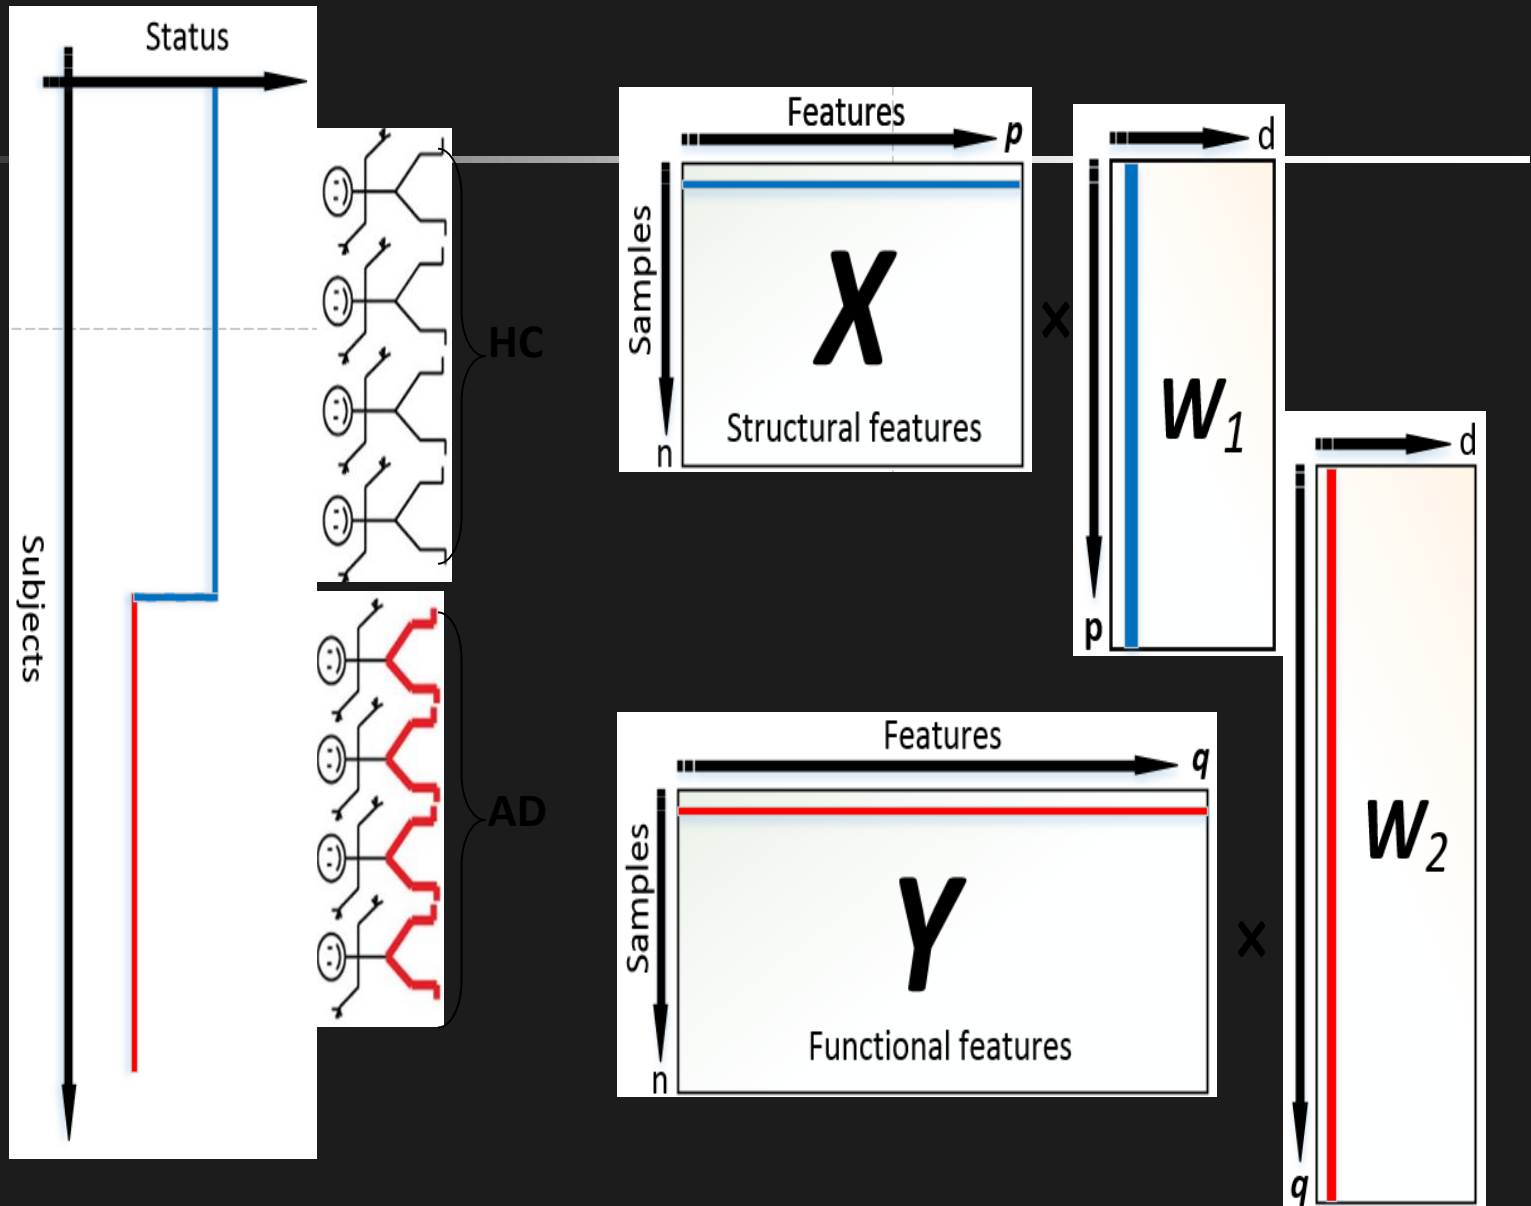 Status
Subjects
HC
AD
Features
p
Samples
n
X
Structural features
x
d
p
W1
Features
q
Samples
n
Y
Functional features
x
d
q
W2